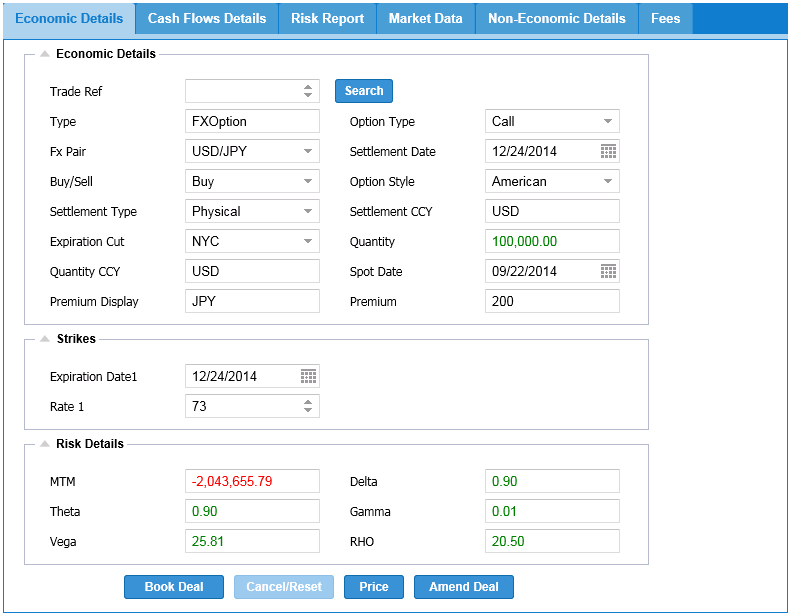 Economic Details Cash Flows Details Risk Report Market Data Non-Economic Details Fees
Economic Details
Trade Ref Search
Type FXOption Option Type Call
Fx Pair USD/JPY Settlement Date 12/24/2014
Buy/Sell Buy Option Style American
Settlement Type Physical Settlement CCY USD
Expiration Cut NYC Quantity 100,000.00
Quantity CCY USD Spot Date 09/22/2014
Premium Display JPY Premium 200
Strikes
Expiration Date1 12/24/2014
Rate 1 73
Risk Details
MTM -2,043,655.79 Delta 0.90
Theta 0.90 Gamma 0.01
Vega 25.81 RHO 20.50
Book Deal Cancel/Reset Price Amend Deal